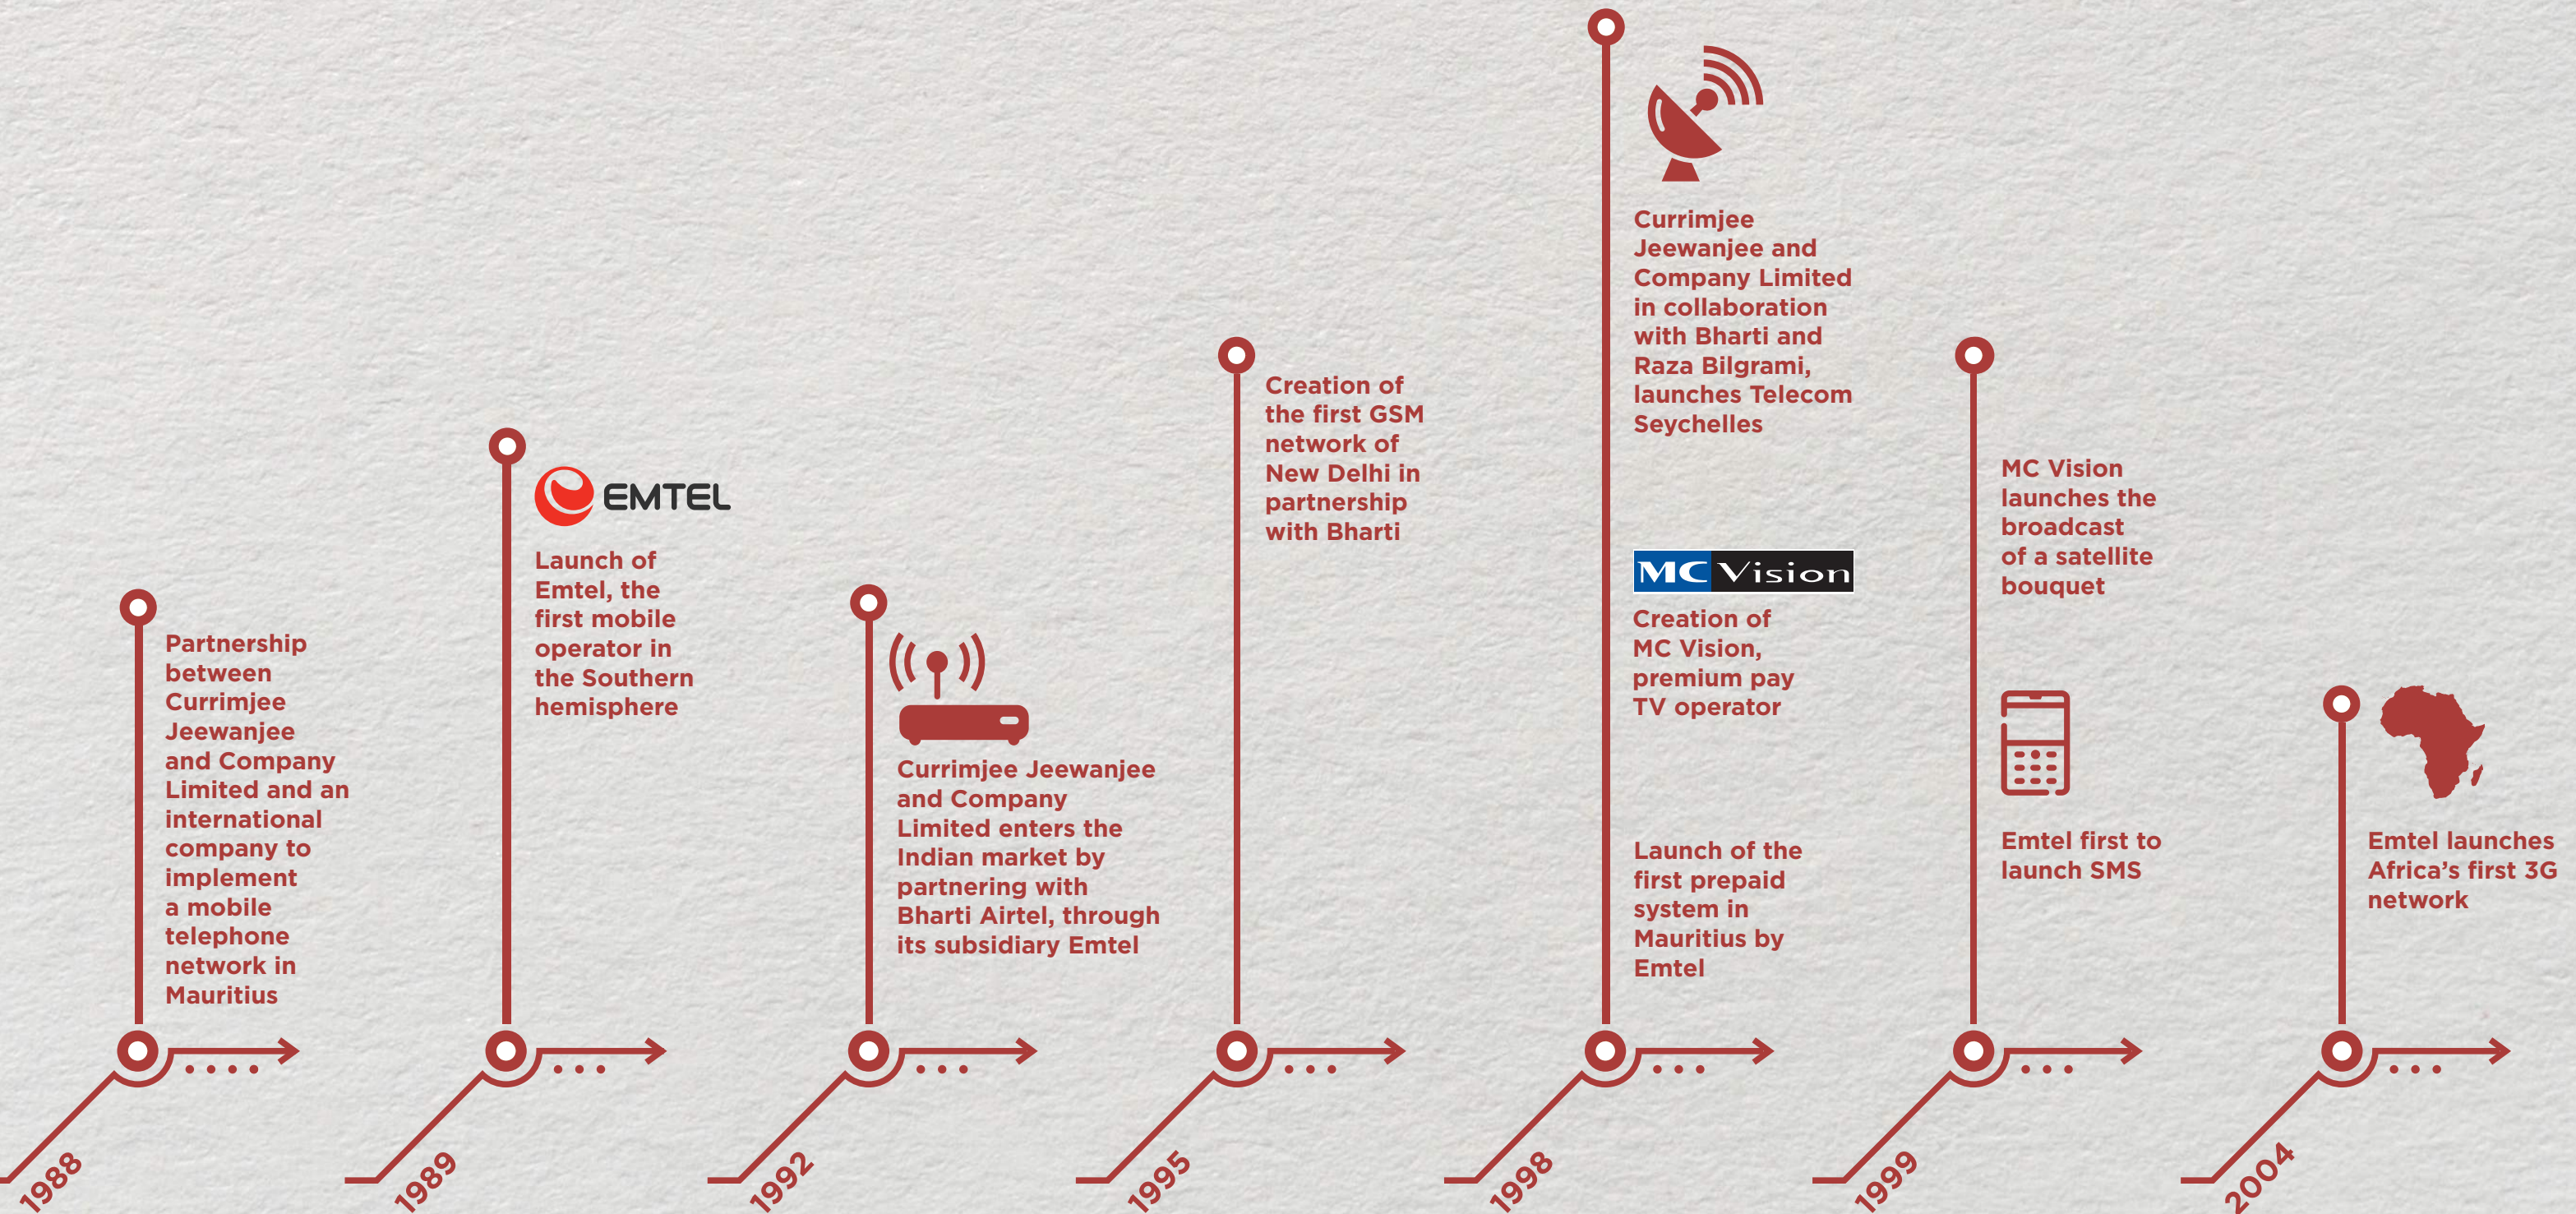 1988
Partnership
between
Currimjee
Jeewanjee
and Company
Limited and an
international
company to
implement
a mobile
telephone
network in
Mauritius
1989
EMTEL
Launch of
Emtel, the
first mobile
operator in
the Southern
hemisphere
1992
Currimjee Jeewanjee
and Company
Limited enters the
Indian market by
partnering with
Bharti Airtel, through
its subsidiary Emtel
1995
Creation of
the first GSM
network of
New Delhi in
partnership
with Bharti
1998
Currimjee
Jeewanjee and
Company Limited
in collaboration
with Bharti and
Raza Bilgrami,
launches Telecom
Seychelles
MC Vision
Creation of
MC Vision,
premium pay
TV operator
Launch of the
first prepaid
system in
Mauritius by
Emtel
1999
MC Vision
launches the
broadcast
of a satellite
bouquet
Emtel first to
launch SMS
2004
Emtel launches
Africa’s first 3G
network